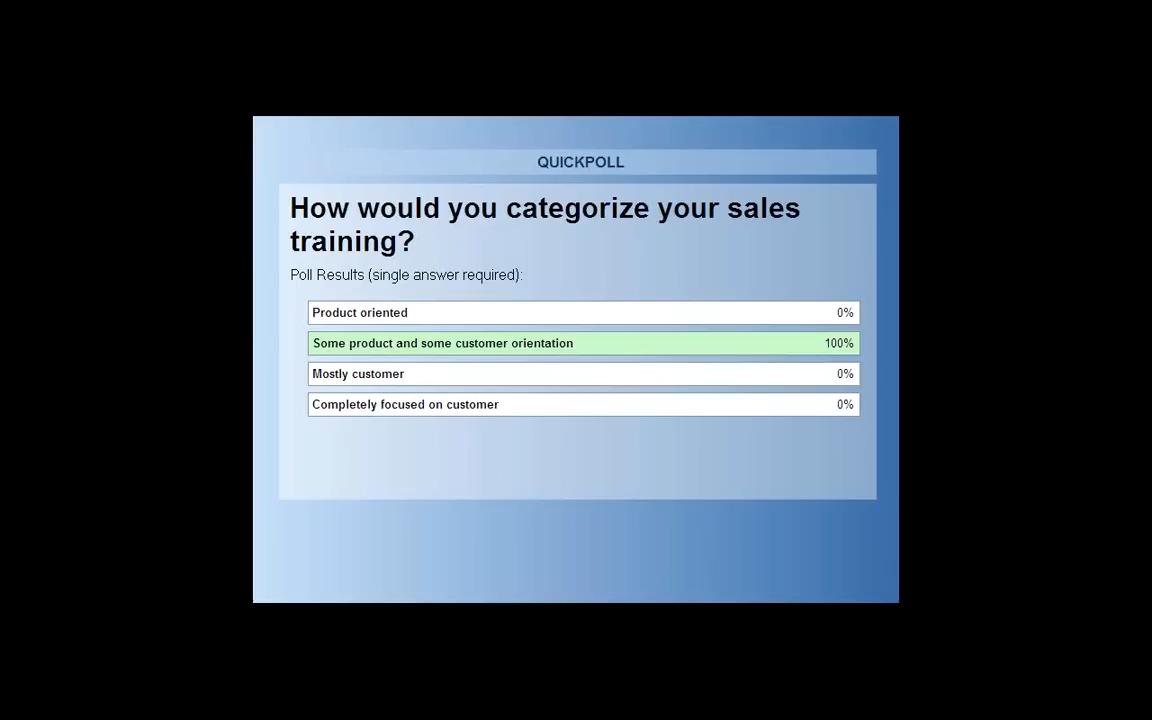 QUICKPOLL
How would you categorize your sales
training?
Poll Results (single answer required):
Product oriented 0%
Some product and some customer orientation 100%
Mostly customer 0%
Completely focused on customer 0%